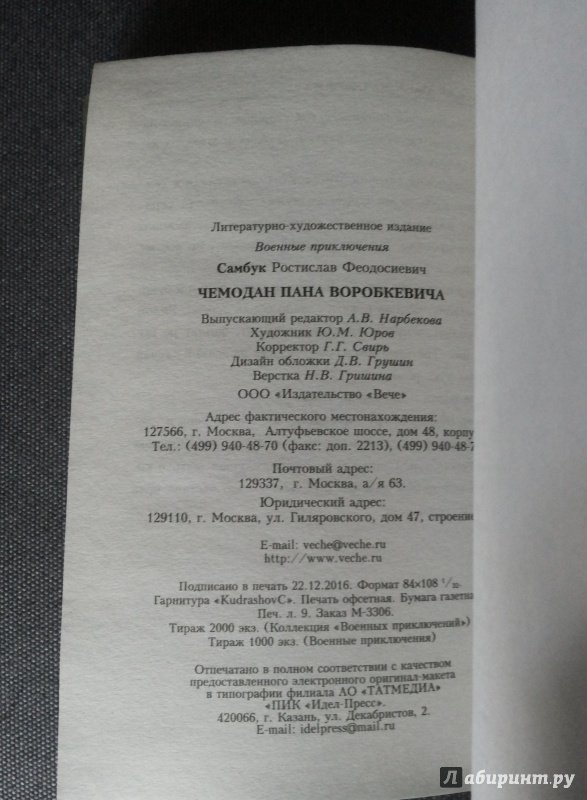 Литературно-художественное издание
Военные приключения
Самбук Ростислав Феодосиевич
ЧЕМОДАН ПАНА ВОРОБКЕВИЧА
Выпускающий редактор А.В. Нарбекова
Художник Ю.М. Юров
Корректор Г.Г. Свирь
Дизайн обложки Д.В. Грушин
Верстка Н.В. Гришина
ООО «Издательство «Вече»
Адрес фактического местонахождения:
127566, г. Москва, Алтуфьевское шоссе, дом 48, корпу
Тел.: (499) 940-48-70 (факс: доп. 2213), (499) 940-48-7
Почтовый адрес:
129337, г. Москва, а/я 63.
Юридический адрес:
129110, г. Москва, ул. Гиляровского, дом 47, строение
E-mail: veche@veche.ru
http://www.veche.ru
Подписано в печать 22.12.2016. Формат 84×108 1/32.
Гарнитура «KudrashovC». Печать офсетная. Бумага газетна
Печ. л. 9. Заказ М-3306.
Тираж 2000 экз. (Коллекция «Военных приключений»)
Тираж 1000 экз. (Военные приключения)
Отпечатано в полном соответствии с качеством
предоставленного электронного оригинал-макета
в типографии филиала АО «ТАТМЕДИА»
«ПИК «Идел-Пресс».
420066, г. Казань, ул. Декабристов, 2.
E-mail: idelpress@mail.ru
Лабиринт.ру